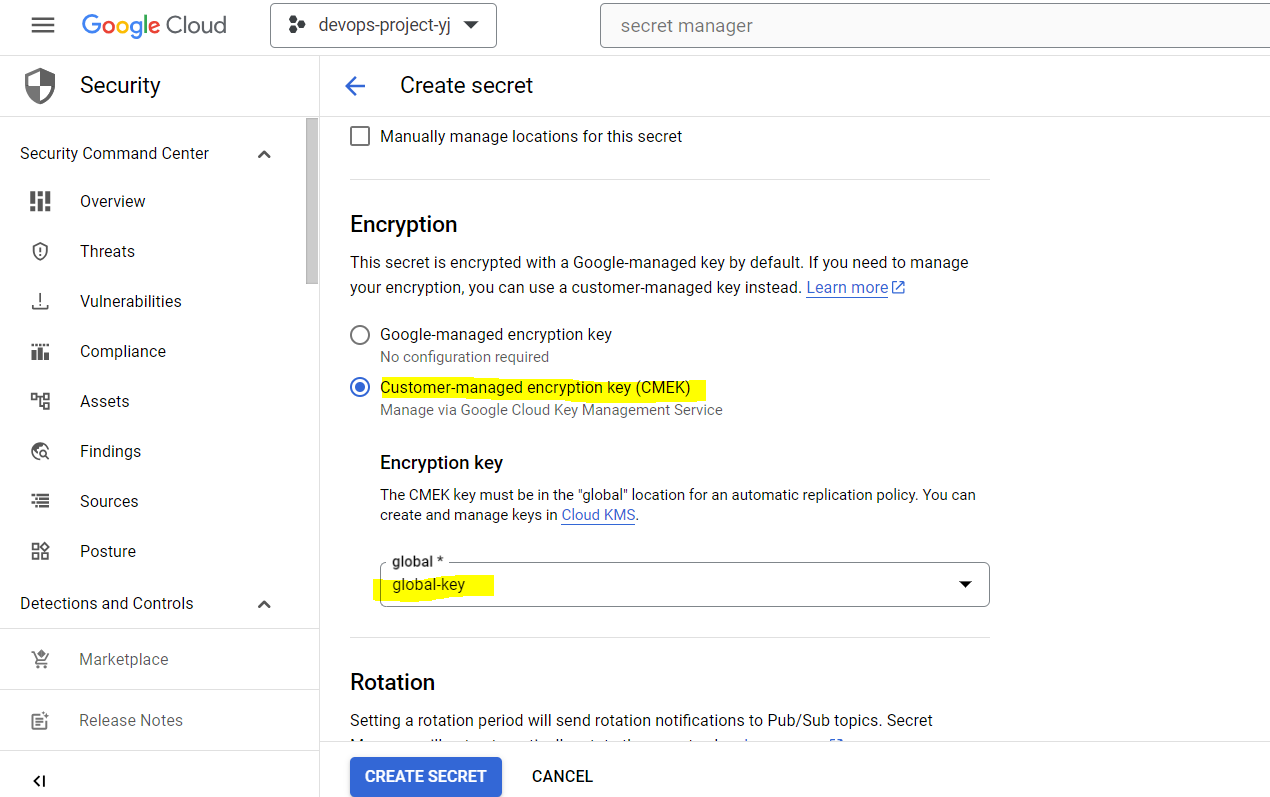 Google Cloud
devops-project-yj
secret manager
Security
Create secret
Security Command Center
Overview
Threats
Vulnerabilities
Compliance
Assets
Findings
Sources
Posture
Detections and Controls
Marketplace
Release Notes
Manually manage locations for this secret
Encryption
This secret is encrypted with a Google-managed key by default. If you need to manage
your encryption, you can use a customer-managed key instead. Learn more
Google-managed encryption key
No configuration required
Customer-managed encryption key (CMEK)
Manage via Google Cloud Key Management Service
Encryption key
The CMEK key must be in the "global" location for an automatic replication policy. You can
create and manage keys in Cloud KMS.
global *
global-key
Rotation
Setting a rotation period will send rotation notifications to Pub/Sub topics. Secret
CREATE SECRET
CANCEL